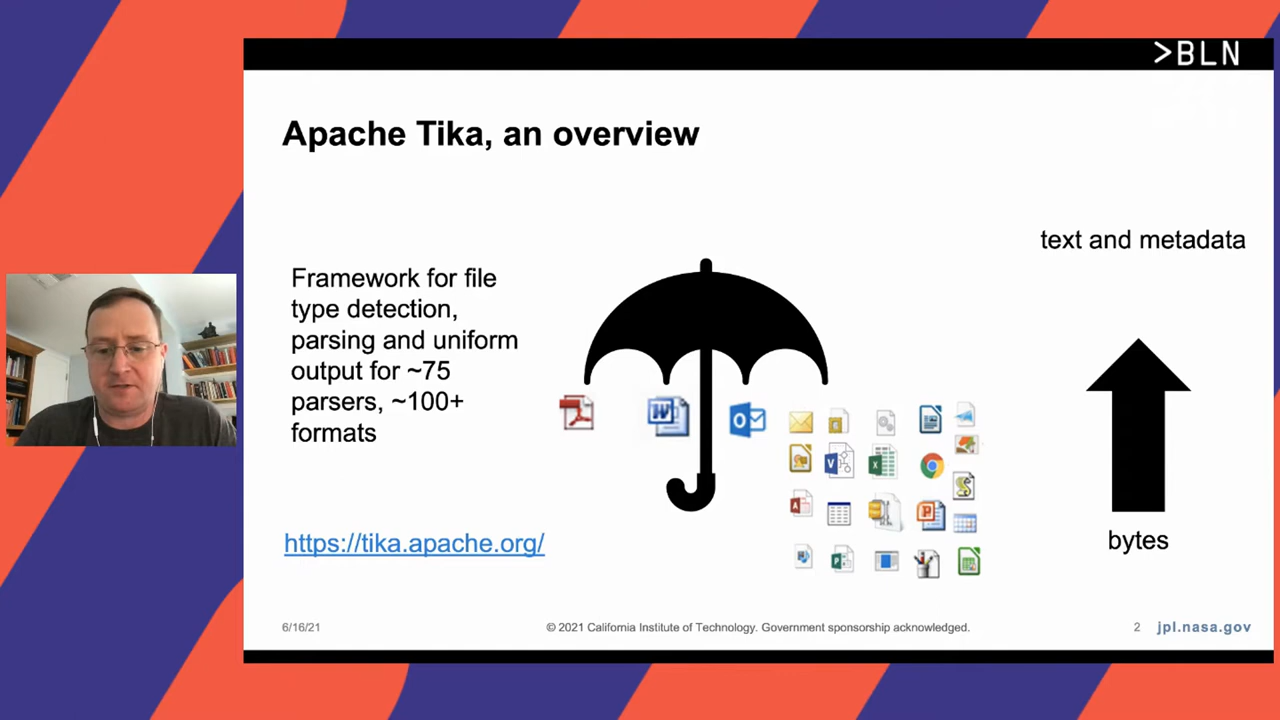 >BLN
Apache Tika, an overview
text and metadata
Framework for file
type detection,
parsing and uniform
output for ~75
parsers, ~100+
formats
bytes
https://tika.apache.org/
6/16/21
© 2021 California Institute of Technology. Government sponsorship acknowledged.
2
jpl.nasa.gov